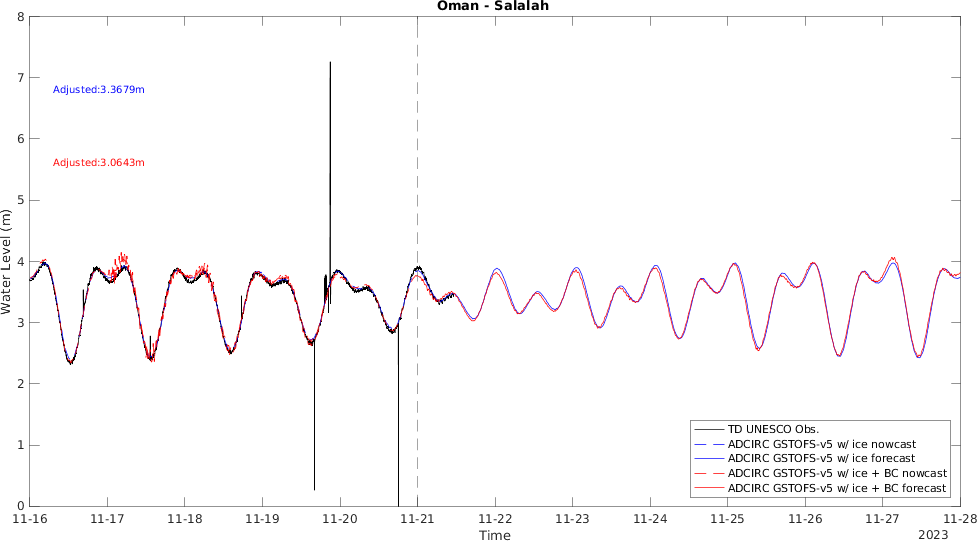 Oman - Salalah
8
7
6
5
4
3
2
1
0
Water Level (m)
Adjusted:3.3679m
Adjusted:3.0643m
TD UNESCO Obs.
ADCIRC GSTOFS-v5 w/ ice nowcast
ADCIRC GSTOFS-v5 w/ ice forecast
ADCIRC GSTOFS-v5 w/ ice + BC nowcast
ADCIRC GSTOFS-v5 w/ ice + BC forecast
11-16 11-17 11-18 11-19 11-20 11-21 11-22 11-23 11-24 11-25 11-26 11-27 11-28
Time
2023